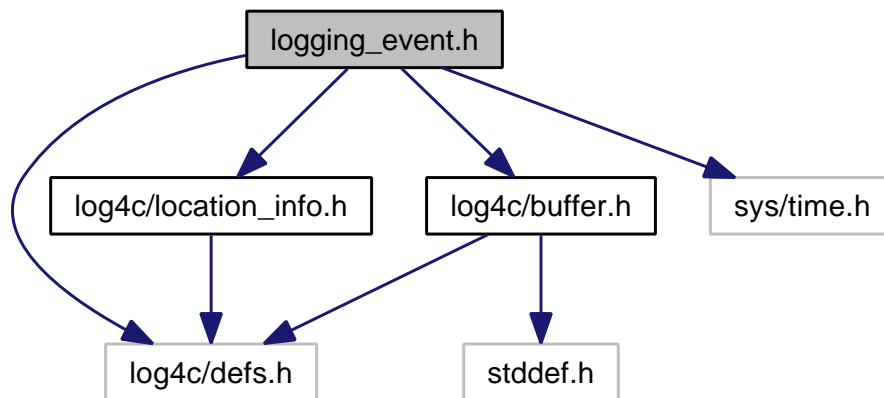 logging_event.h
log4c/location_info.h
log4c/buffer.h
sys/time.h
log4c/defs.h
stddef.h